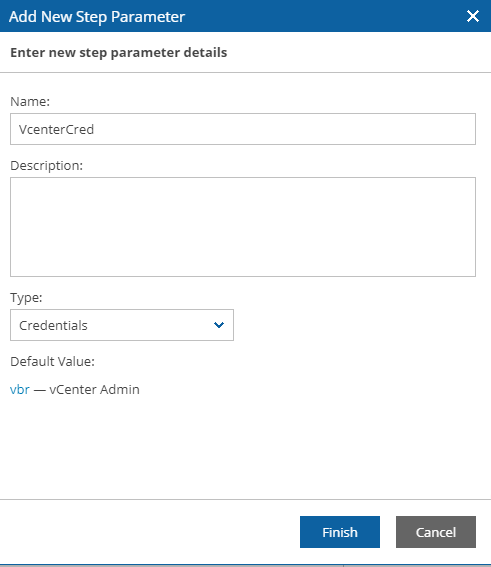 Add New Step Parameter
Enter new step parameter details
Name:
VcenterCred
Description:
Type:
Credentials
Default Value:
vbr — vCenter Admin
Finish Cancel